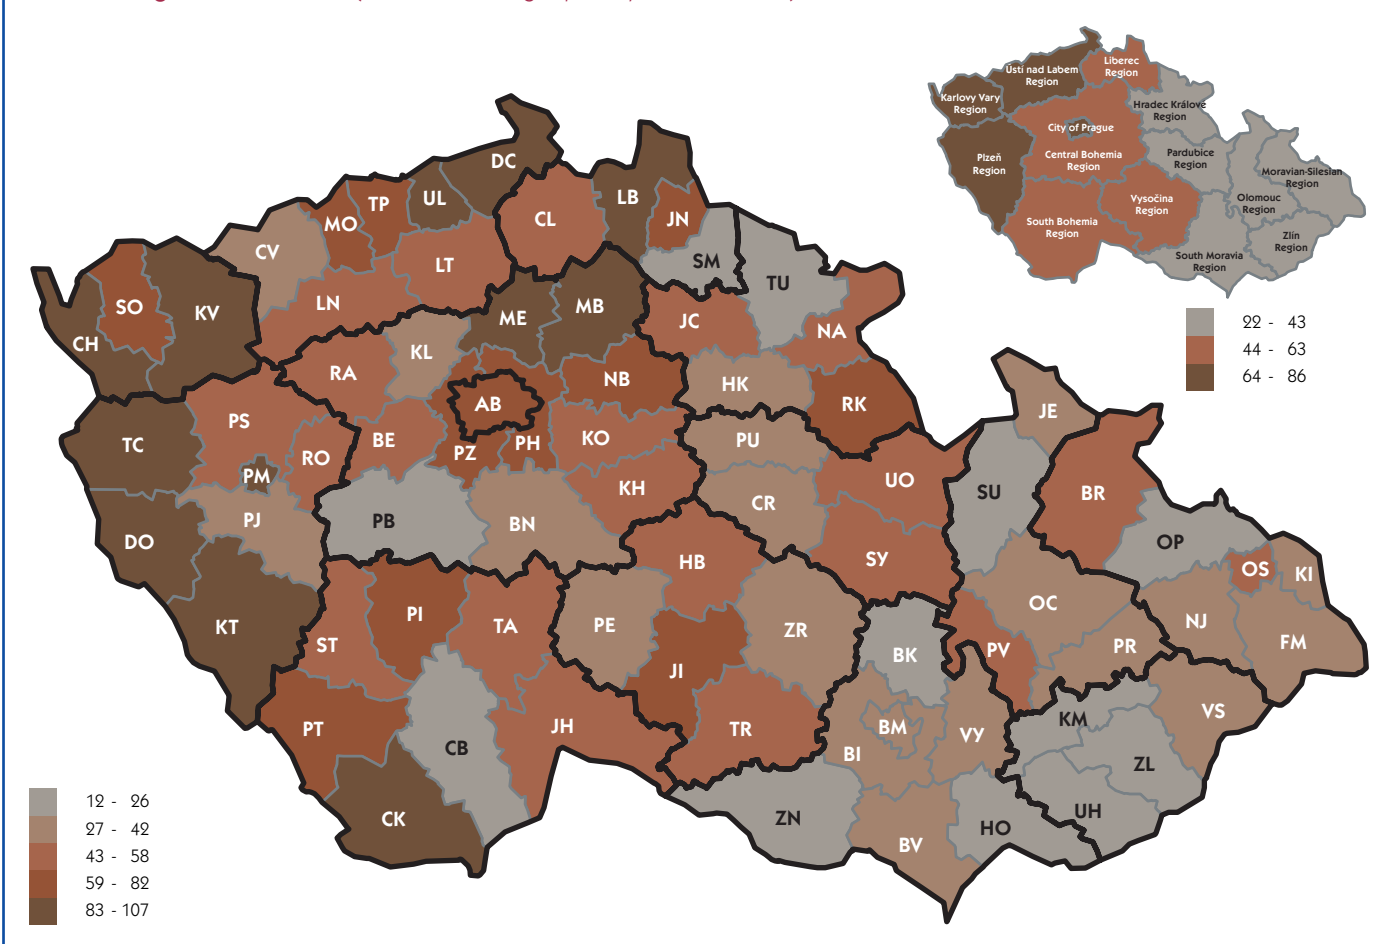 Ústí nad Labem
Region
Liberec
Region
Karlovy Vary
Region
Hradec Králové
Region
City of Prague
Plzeň
Region
Central Bohemia
Region
Pardubice
Region
Moravian-Silesian
Region
Vysočina
Region
Olomouc
Region
South Bohemia
Region
Zlín
Region
South Moravia
Region
22 - 43
44 - 63
64 - 86
DC
TP
UL
LB
MO
CL
JN
CV
LT
SM
TU
SO
KV
LN
ME
MB
JC
NA
CH
KL
RA
NB
HK
RK
AB
JE
PS
BE
PZ
PH
KO
PU
TC
RO
PM
KH
UO
SU
BR
PJ
PB
BN
CR
DO
OP
HB
SY
OS
KI
KT
PI
TA
PE
ZR
OC
NJ
ST
BK
PV
PR
FM
JI
PT
JH
TR
BM
VY
KM
VS
CB
BI
ZL
CK
ZN
HO
UH
BV
12 - 26
27 - 42
43 - 58
59 - 82
83 - 107